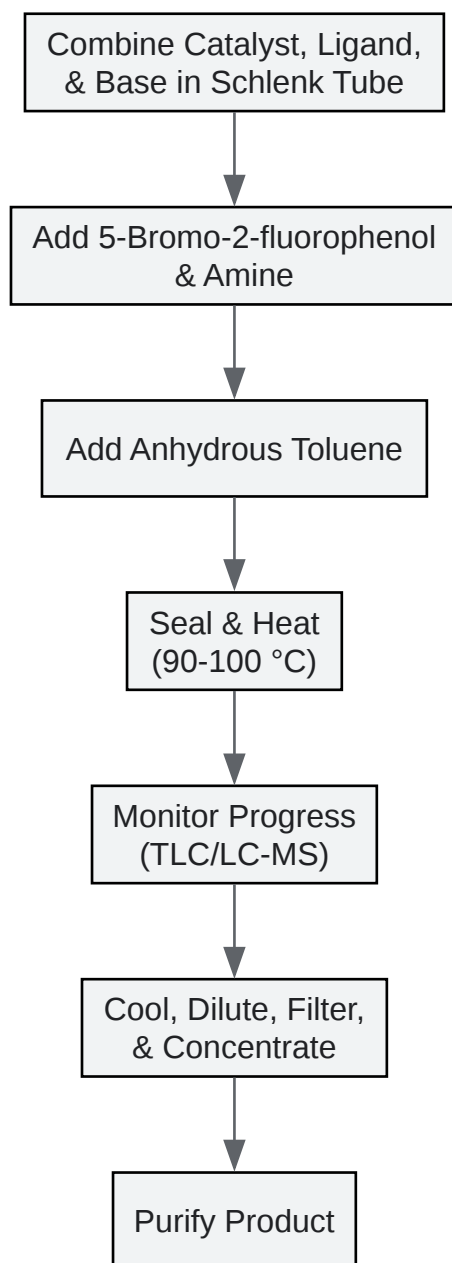 Combine Catalyst, Ligand,
& Base in Schlenk Tube
Add 5-Bromo-2-fluorophenol
& Amine
Add Anhydrous Toluene
Seal & Heat
(90-100 °C)
Monitor Progress
(TLC/LC-MS)
Cool, Dilute, Filter,
& Concentrate
Purify Product